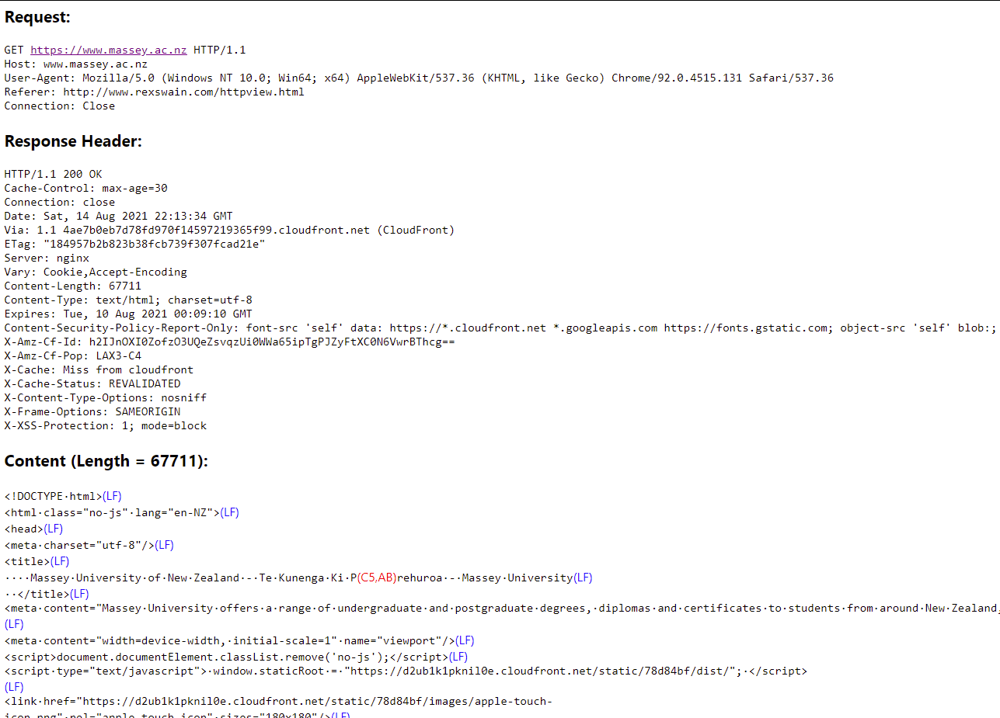 Request:
GET https://www.massey.ac.nz HTTP/1.1
Host: www.massey.ac.nz
User-Agent: Mozilla/5.0 (Windows NT 10.0; Win64; x64) AppleWebKit/537.36 (KHTML, like Gecko) Chrome/92.0.4515.131 Safari/537.36
Referer: http://www.rexswain.com/httpview.html
Connection: Close
Response Header:
HTTP/1.1 200 OK
Cache-Control: max-age=30
Connection: close
Date: Sat, 14 Aug 2021 22:13:34 GMT
Via: 1.1 4ae7b0eb7d78fd970f14597219365f99.cloudfront.net (CloudFront)
ETag: "184957b2b823b38fcb739f307fcad21e"
Server: nginx
Vary: Cookie,Accept-Encoding
Content-Length: 67711
Content-Type: text/html; charset=utf-8
Expires: Tue, 10 Aug 2021 00:09:10 GMT
Content-Security-Policy-Report-Only: font-src 'self' data: https://*.cloudfront.net *.googleapis.com https://fonts.gstatic.com; object-src 'self' blob:;
X-Amz-Cf-Id: h2IJnOXI0ZofzO3UQeZsvqzUi0WWa65ipTgPJZyFtXC0N6VwrBThcg==
X-Amz-Cf-Pop: LAX3-C4
X-Cache: Miss from cloudfront
X-Cache-Status: REVALIDATED
X-Content-Type-Options: nosniff
X-Frame-Options: SAMEORIGIN
X-XSS-Protection: 1; mode=block
Content (Length = 67711):
<!DOCTYPE·html>(LF)
<html·class="no-js"·lang="en-NZ">(LF)
<head>(LF)
<meta·charset="utf-8"/>(LF)
<title>(LF)
····Massey·University·of·New·Zealand·-·Te·Kunenga·Ki·P(C5,AB)rehuroa·-·Massey·University(LF)
··</title>(LF)
<meta·content="Massey·University·offers·a·range·of·undergraduate·and·postgraduate·degrees,·diplomas·and·certificates·to·students·from·around·New·Zealand,
(LF)
<meta·content="width=device-width,·initial-scale=1"·name="viewport"/>(LF)
<script>document.documentElement.classList.remove('no-js');</script>(LF)
<script·type="text/javascript">·window.staticRoot·=·"https://d2ub1k1pknil0e.cloudfront.net/static/78d84bf/dist/";·</script>
(LF)
<link·href="https://d2ub1k1pknil0e.cloudfront.net/static/78d84bf/images/apple-touch-
icon.png"·rel="apple-touch-icon"·sizes="180x180"/>(LF)